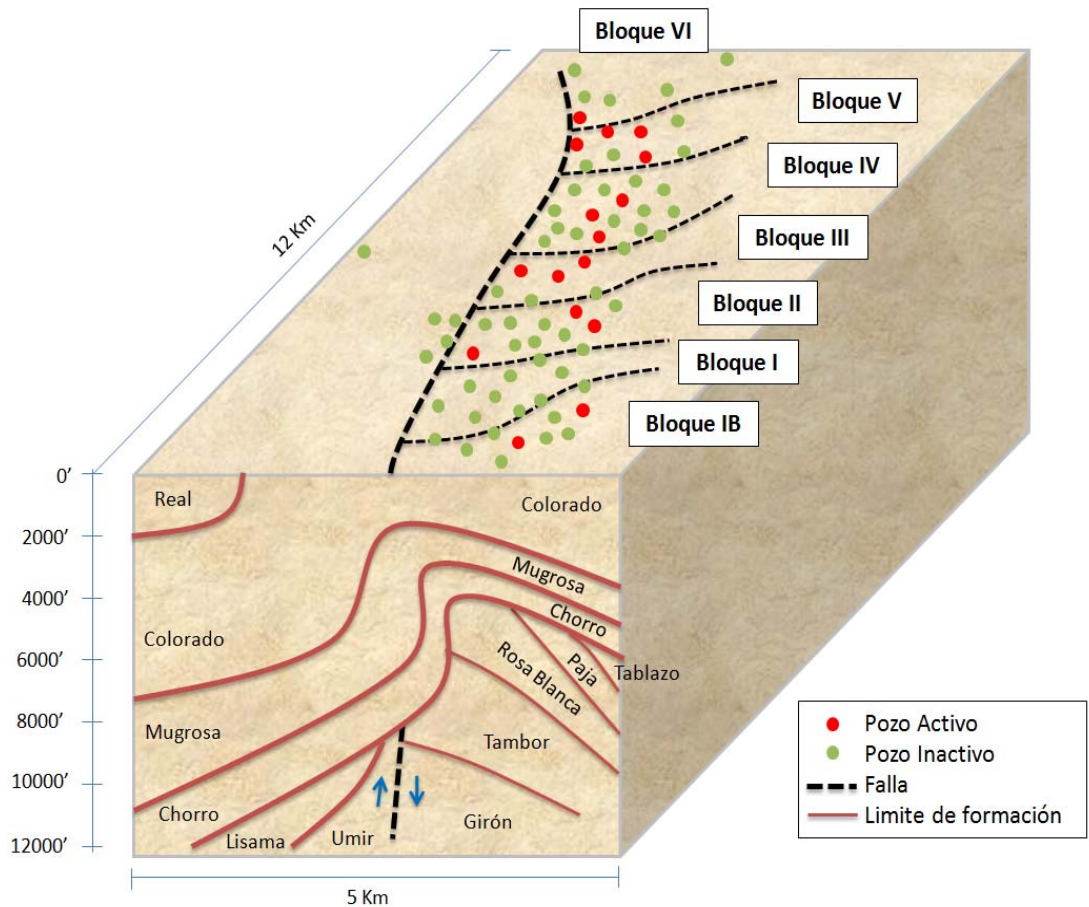 Bloque VI
Bloque V
Bloque IV
Bloque III
Bloque II
Bloque I
Bloque IB
12 Km
0’
2000’
4000’
6000’
8000’
10000’
12000’
Real
Colorado
Mugrosa
Chorro
Colorado
Tablazo
Paja
Rosa Blanca
Mugrosa
Tambor
Chorro
Lisama
Umir
Girón
5 Km
Pozo Activo
Pozo Inactivo
Falla
Limite de formación